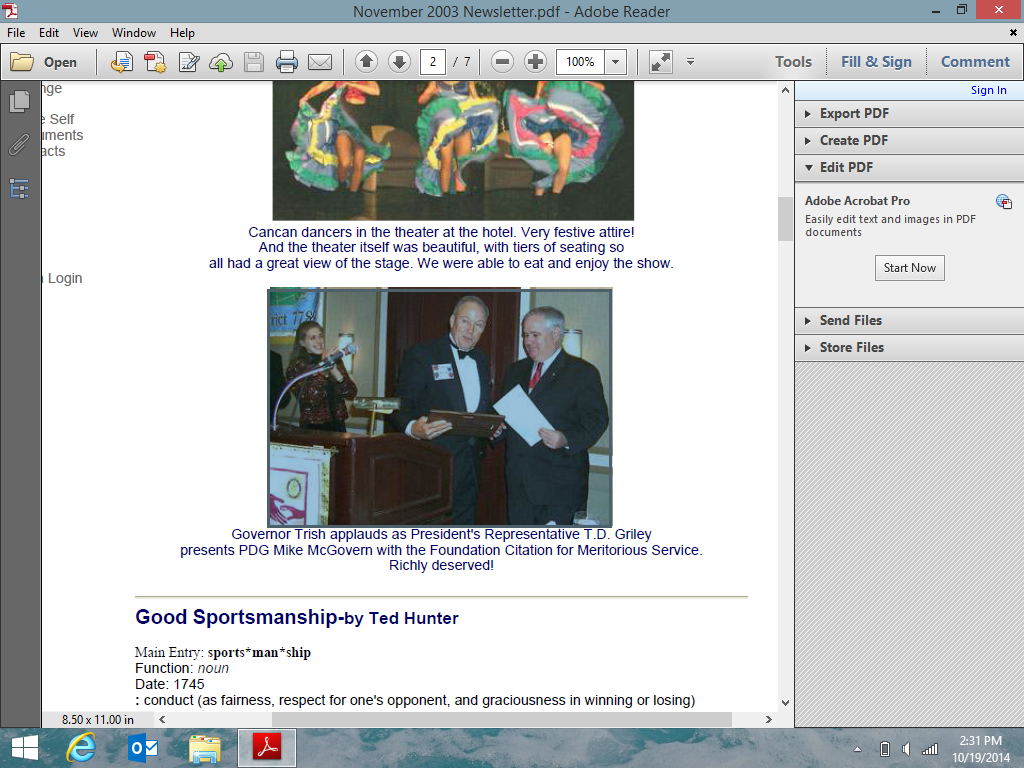 November 2003 Newsletter.pdf - Adobe Reader
File Edit View Window Help
Open 2 / 7 100% Tools Fill & Sign Comment
Sign In
Export PDF
Create PDF
Edit PDF
Adobe Acrobat Pro
Easily edit text and images in PDF
documents
Start Now
Send Files
Store Files
nge
e Self
uments
acts
Login
Cancan dancers in the theater at the hotel. Very festive attire!
And the theater itself was beautiful, with tiers of seating so
all had a great view of the stage. We were able to eat and enjoy the show.
rict 77
Governor Trish applauds as President's Representative T.D. Griley
presents PDG Mike McGovern with the Foundation Citation for Meritorious Service.
Richly deserved!
Good Sportsmanship-by Ted Hunter
Main Entry: sports*man*ship
Function: noun
Date: 1745
: conduct (as fairness, respect for one's opponent, and graciousness in winning or losing)
8.50 x 11.00 in
2:31 PM
10/19/2014